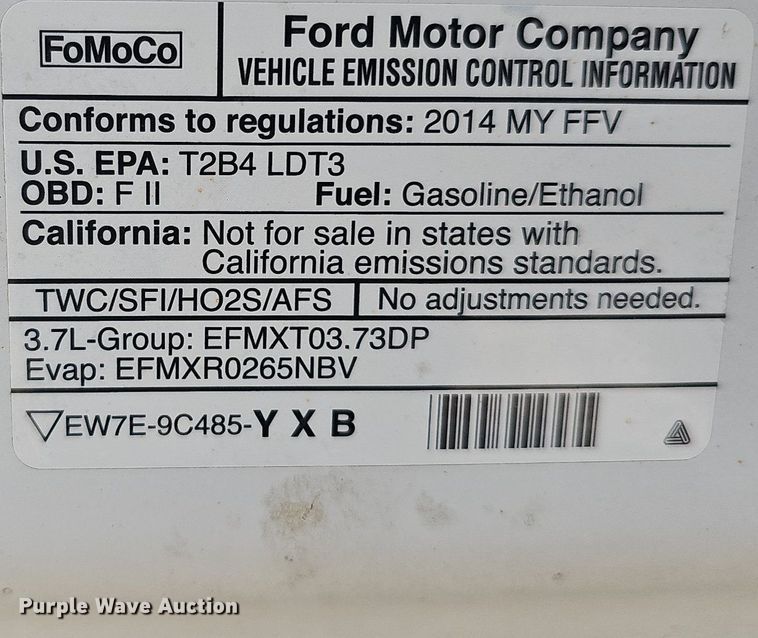 FoMoCo
Ford Motor Company
VEHICLE EMISSION CONTROL INFORMATION
Conforms to regulations: 2014 MY FFV
U.S. EPA: T2B4 LDT3
OBD: F II Fuel: Gasoline/Ethanol
California: Not for sale in states with
California emissions standards.
TWC/SFI/HO2S/AFS No adjustments needed.
3.7L-Group: EFMXT03.73DP
Evap: EFMXR0265NBV
EW7E-9C485-Y X B
Purple Wave Auction